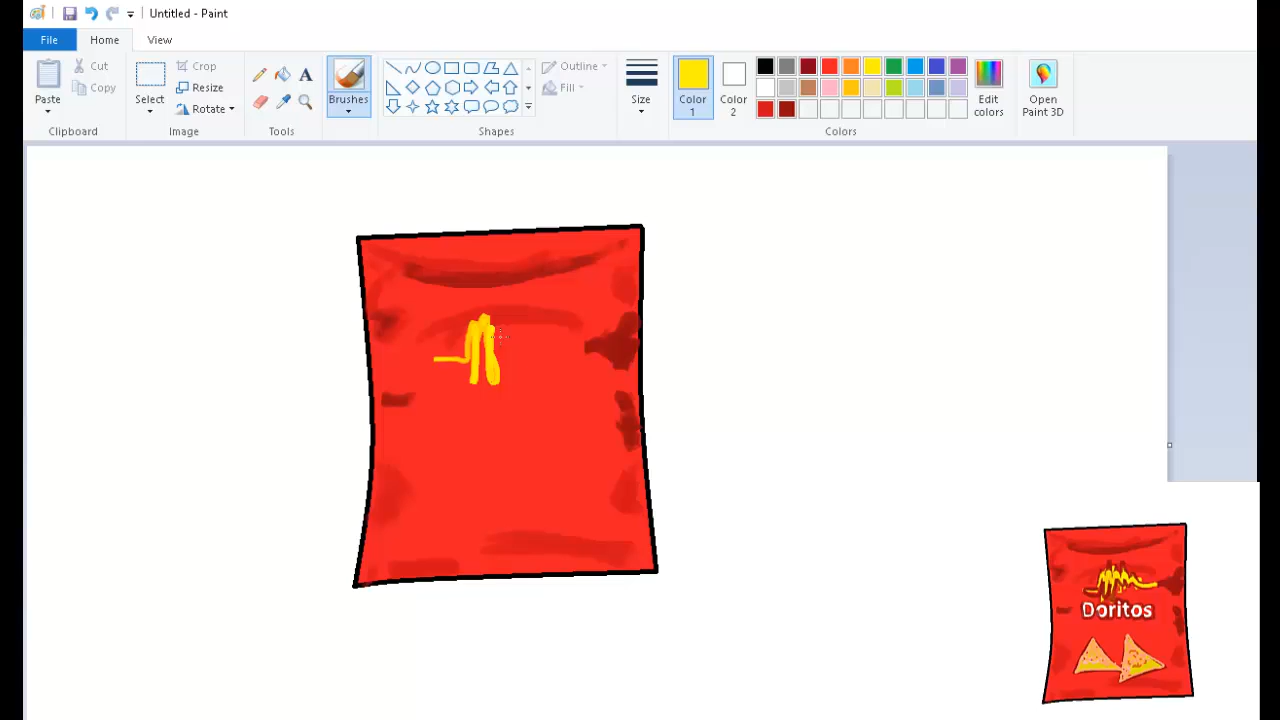 Untitled - Paint
File Home View
Paste
Cut
Copy
Clipboard
Select
Crop
Resize
Rotate
Image
A
Tools
Brushes
Outline
Fill
Shapes
Size
Color 1
Color 2
Edit colors
Colors
Open Paint 3D
Doritos